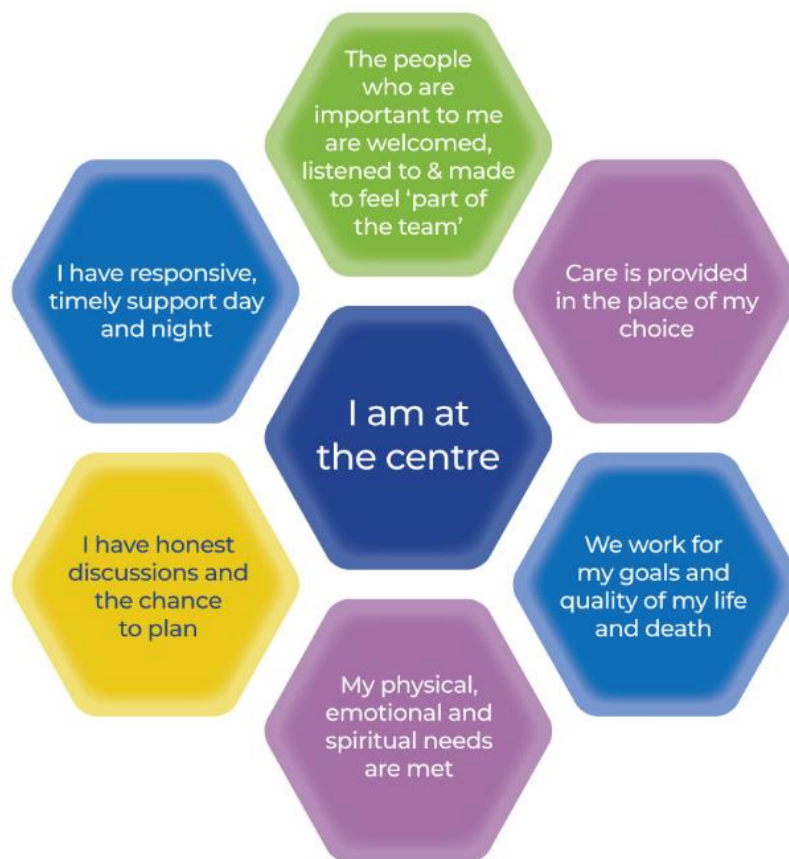 The people
who are
important to me
are welcomed,
listened to & made
to feel ‘part of
the team’
I have responsive,
timely support day
and night
Care is provided
in the place of my
choice
I am at
the centre
I have honest
discussions and
the chance
to plan
We work for
my goals and
quality of my life
and death
My physical,
emotional and
spiritual needs
are met